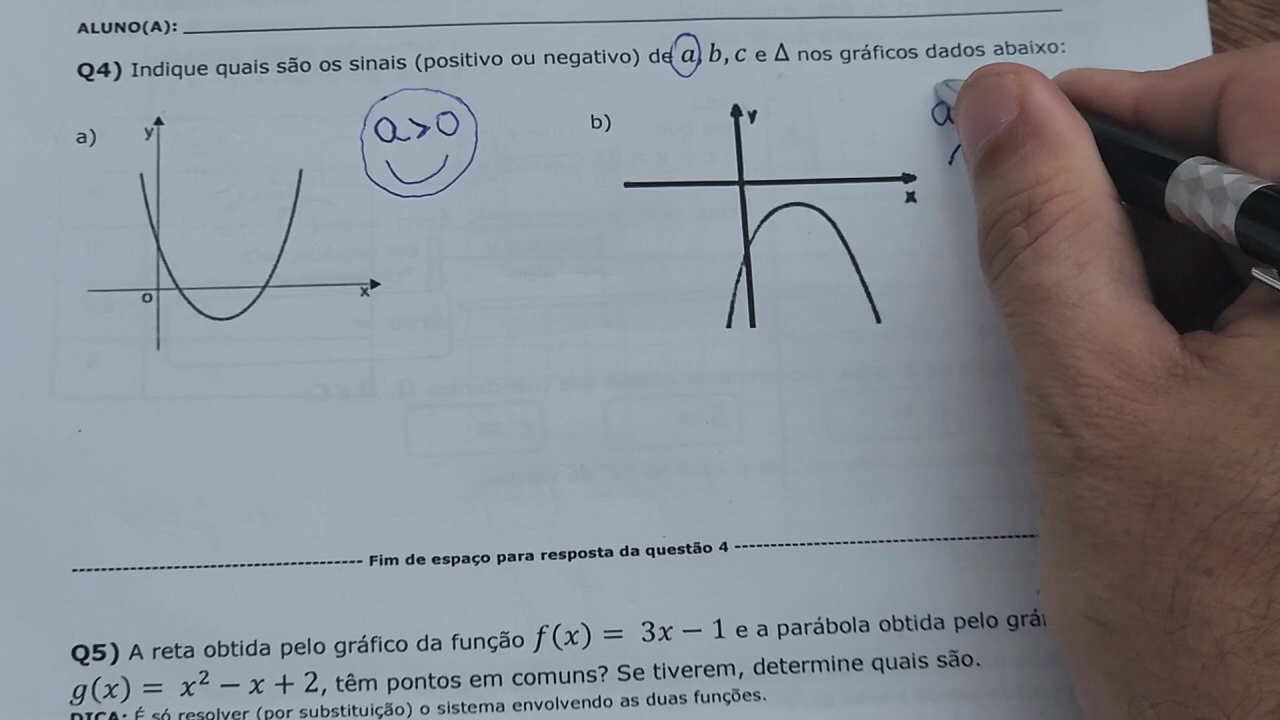 ALUNO(A):
Q4) Indique quais são os sinais (positivo ou negativo) de a, b, c e Δ nos gráficos dados abaixo:
a)
y
a>0
b)
y
a
x
O
x
Fim de espaço para resposta da questão 4
Q5) A reta obtida pelo gráfico da função f(x) = 3x − 1 e a parábola obtida pelo
g(x) = x² − x + 2, têm pontos em comuns? Se tiverem, determine quais são.
DICA: É só resolver (por substituição) o sistema envolvendo as duas funções.